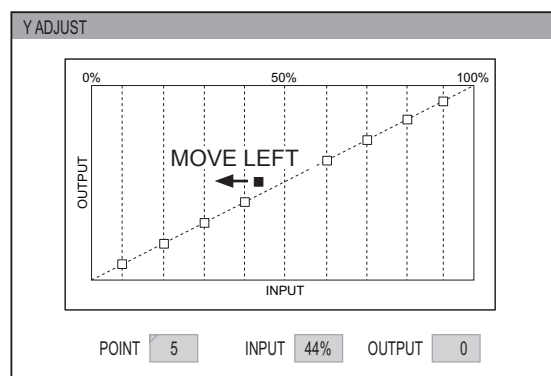 Y ADJUST
0% 50% 100%
MOVE LEFT
OUTPUT
INPUT
POINT 5 INPUT 44% OUTPUT 0